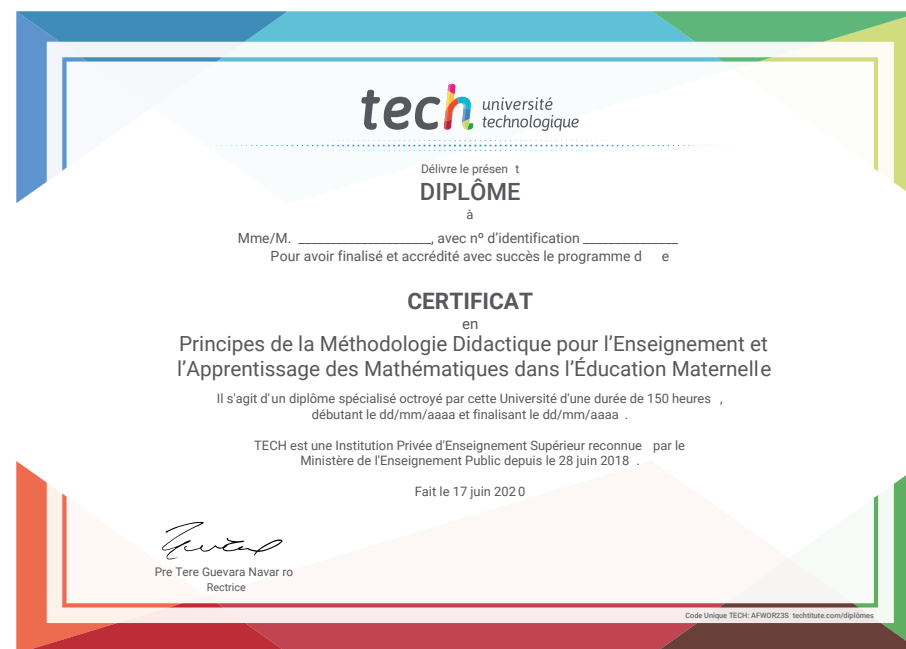 tech université
technologique
Délivre le présen t
DIPLÔME
à
Mme/M. _____________________, avec nº d’identification _______________
Pour avoir finalisé et accrédité avec succès le programme d e
CERTIFICAT
en
Principes de la Méthodologie Didactique pour l’Enseignement et
l’Apprentissage des Mathématiques dans l’Éducation Maternelle
Il s'agit d'un diplôme spécialisé octroyé par cette Université d'une durée de 150 heures ,
débutant le dd/mm/aaaa et finalisant le dd/mm/aaaa .
TECH est une Institution Privée d'Enseignement Supérieur reconnue par le
Ministère de l'Enseignement Public depuis le 28 juin 2018 .
Fait le 17 juin 2020
Pre Tere Guevara Navar ro
Rectrice
Code Unique TECH: AFWOR23S techtitute.com/diplômes